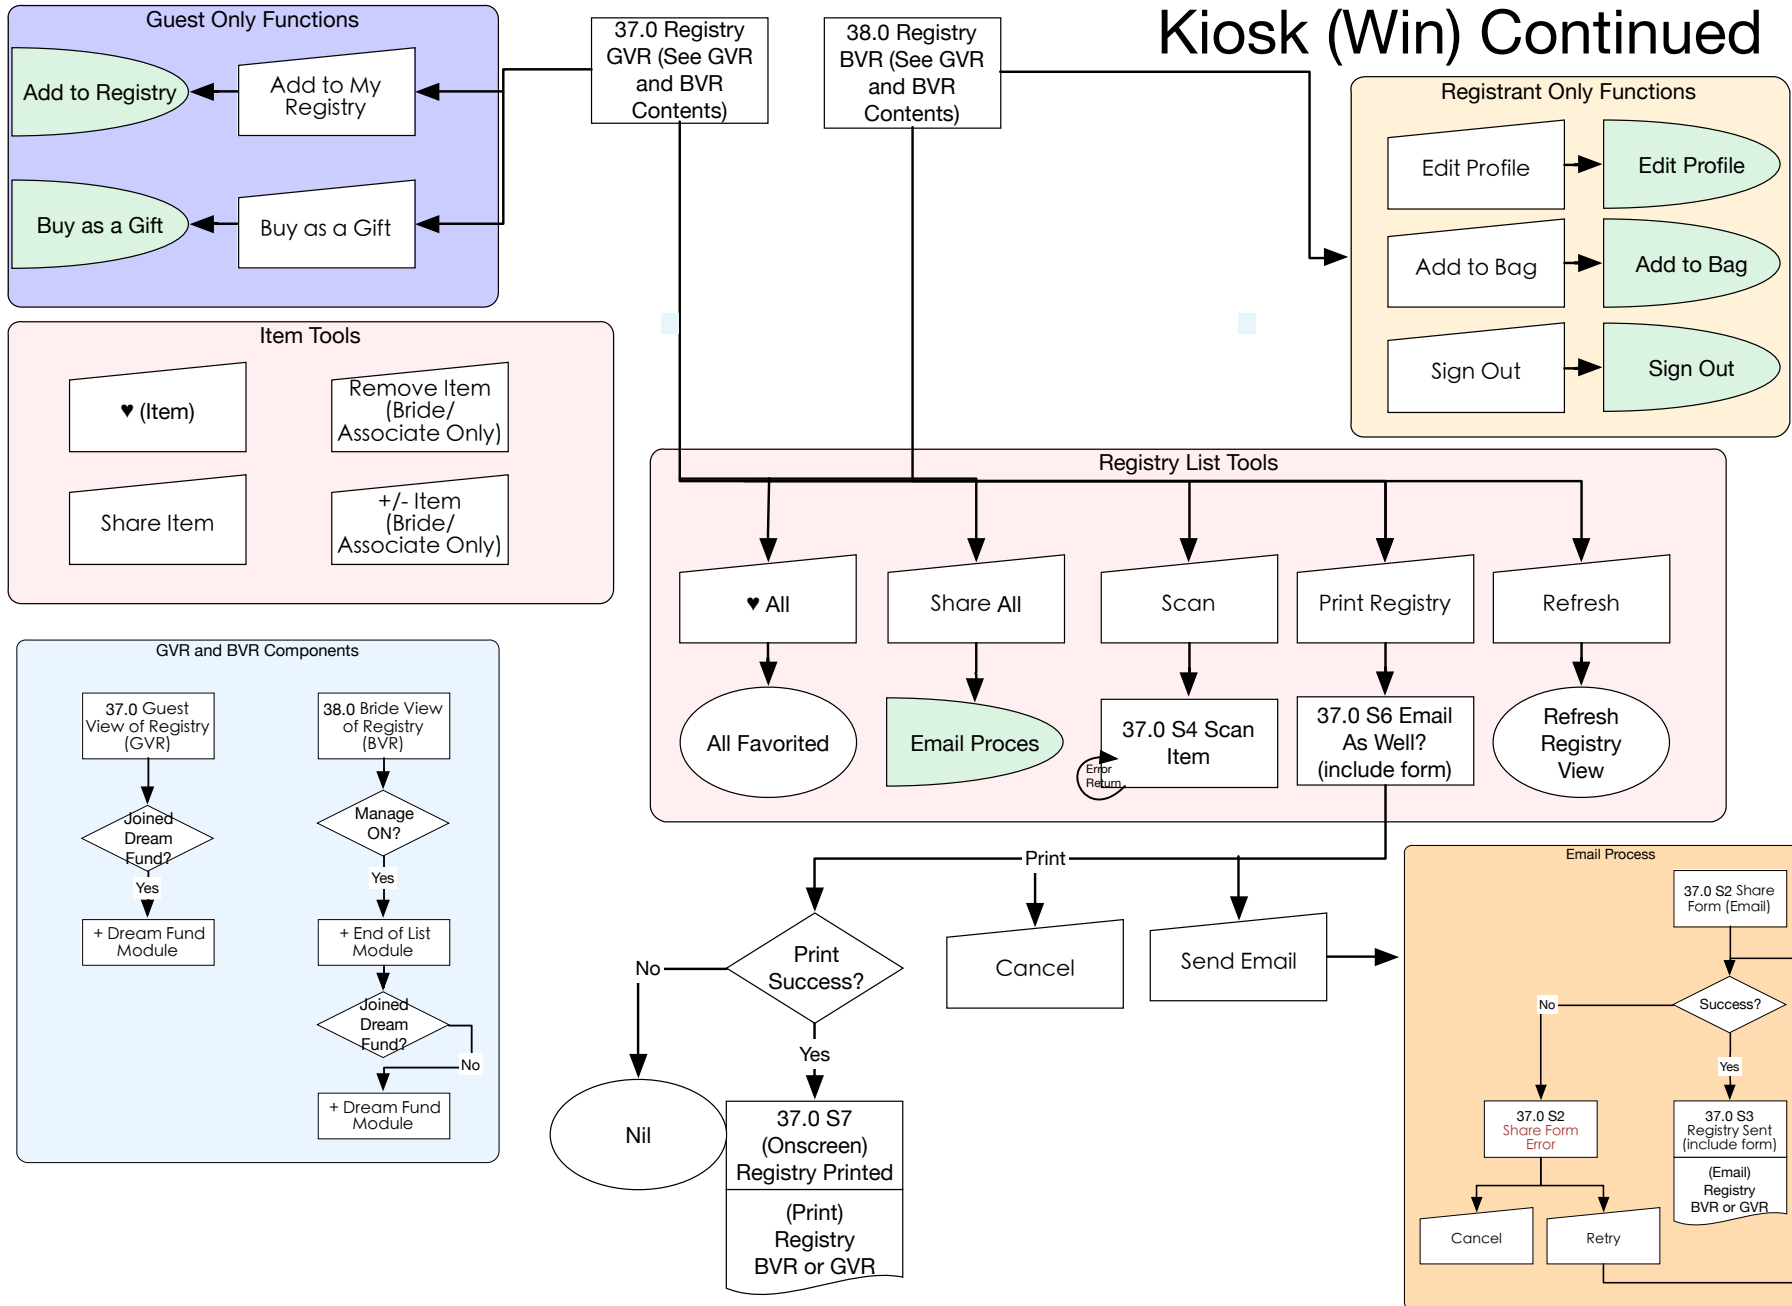 Kiosk (Win) Continued
Guest Only Functions
Add to Registry
Add to My
Registry
Buy as a Gift
Buy as a Gift
37.0 Registry
GVR (See GVR
and BVR
Contents)
38.0 Registry
BVR (See GVR
and BVR
Contents)
Registrant Only Functions
Edit Profile
Edit Profile
Add to Bag
Add to Bag
Sign Out
Sign Out
Item Tools
♥ (Item)
Remove Item
(Bride/
Associate Only)
Share Item
+/- Item
(Bride/
Associate Only)
Registry List Tools
♥ All
Share All
Scan
Print Registry
Refresh
All Favorited
Email Proces
37.0 S4 Scan
Item
Error
Return
37.0 S6 Email
As Well?
(include form)
Refresh
Registry
View
GVR and BVR Components
37.0 Guest
View of Registry
(GVR)
Joined
Dream
Fund?
Yes
+ Dream Fund
Module
38.0 Bride View
of Registry
(BVR)
Manage
ON?
Yes
+ End of List
Module
Joined
Dream
Fund?
No
+ Dream Fund
Module
Print
Print
Success?
No
Nil
Yes
37.0 S7
(Onscreen)
Registry Printed
(Print)
Registry
BVR or GVR
Cancel
Send Email
Email Process
37.0 S2 Share
Form (Email)
Success?
No
Yes
37.0 S2
Share Form
Error
37.0 S3
Registry Sent
(include form)
(Email)
Registry
BVR or GVR
Cancel
Retry